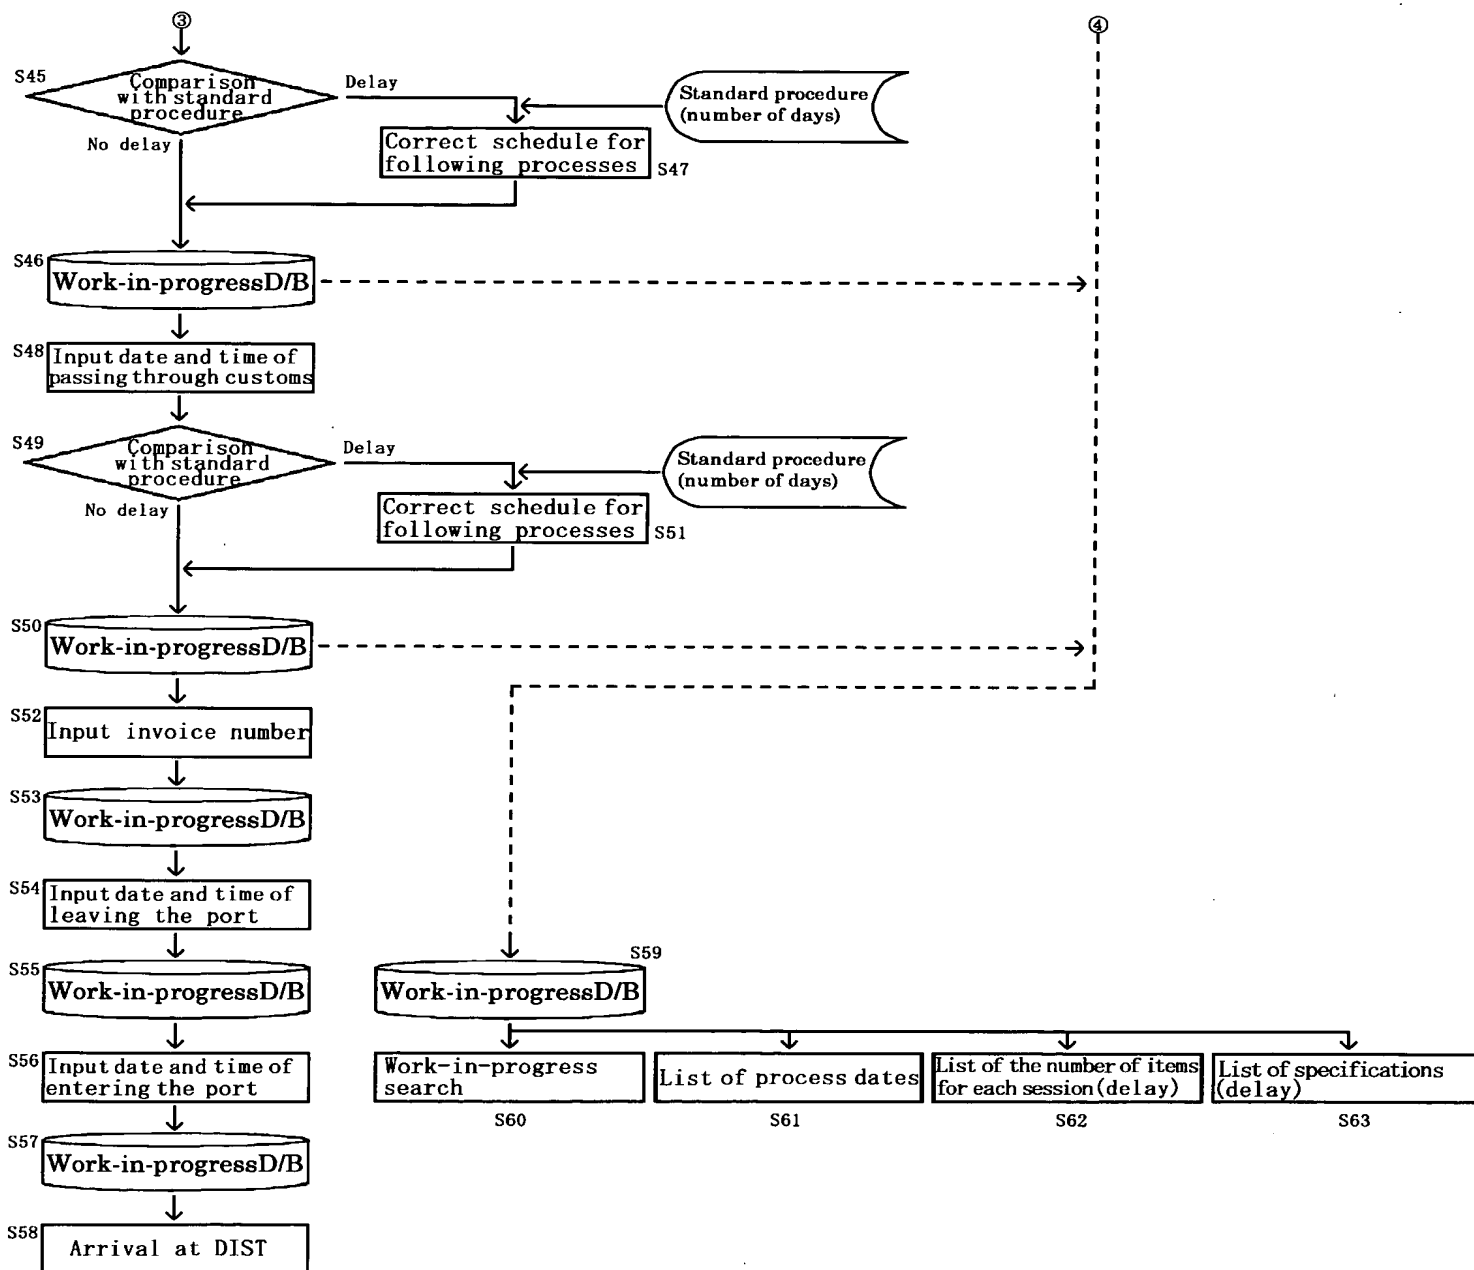 ③
④
S45
Comparison
with standard
procedure
Delay
No delay
Standard procedure
(number of days)
Correct schedule for
following processes
S47
S46
Work-in-progressD/B
S48
Input date and time of
passing through customs
S49
Comparison
with standard
procedure
Delay
No delay
Standard procedure
(number of days)
Correct schedule for
following processes
S51
S50
Work-in-progressD/B
S52
Input invoice number
S53
Work-in-progressD/B
S54
Input date and time of
leaving the port
S55
Work-in-progressD/B
S59
Work-in-progressD/B
S56
Input date and time of
entering the port
Work-in-progress
search
S60
List of process dates
S61
List of the number of items
for each session(delay)
S62
List of specifications
(delay)
S63
S57
Work-in-progressD/B
S58
Arrival at DIST